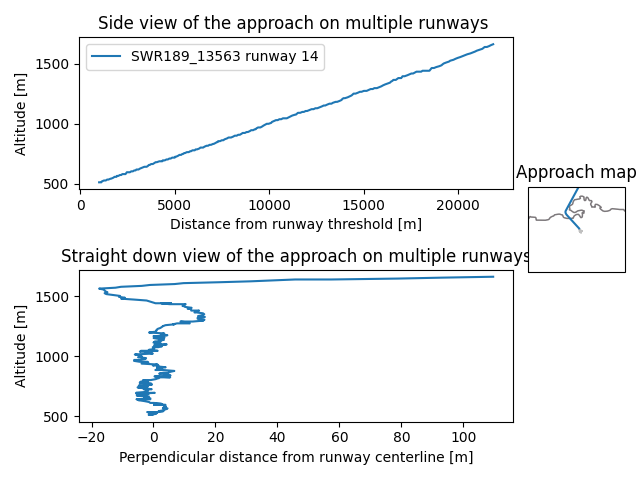 Side view of the approach on multiple runways
SWR189_13563 runway 14
1500
1000
500
Altitude [m]
0
5000
10000
15000
20000
Distance from runway threshold [m]
Approach map
Straight down view of the approach on multiple runways
1500
1000
500
Altitude [m]
−20
0
20
40
60
80
100
Perpendicular distance from runway centerline [m]